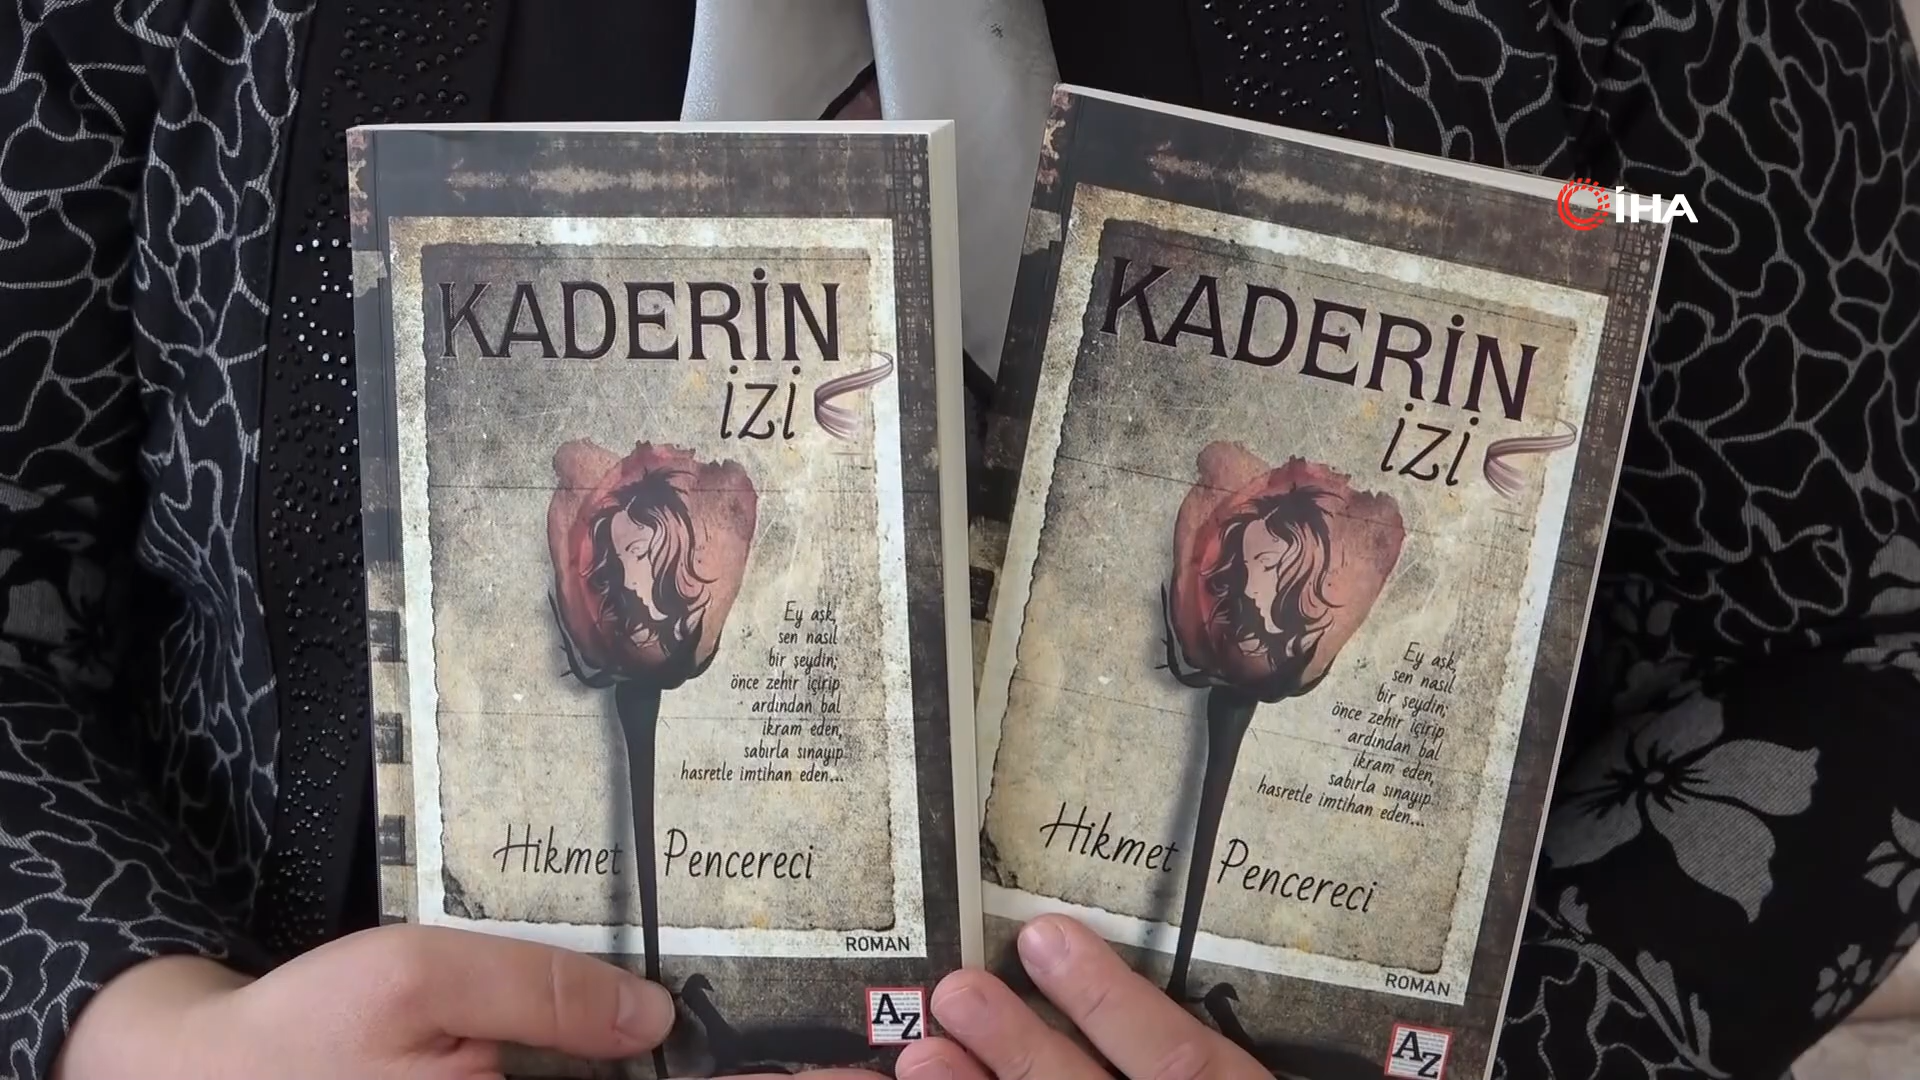 İHA
KADERİN
İZİ
Ey aşk,
sen nasıl
bir şeydin;
önce zehir içirip
ardından bal
ikram eden,
sabırla sınayıp
hasretle imtihan eden...
Hikmet Pencereci
ROMAN
AZ
KADERİN
İZİ
Ey aşk,
sen nasıl
bir şeydin;
önce zehir içirip
ardından bal
ikram eden,
sabırla sınayıp
hasretle imtihan eden...
Hikmet Pencereci
ROMAN
AZ